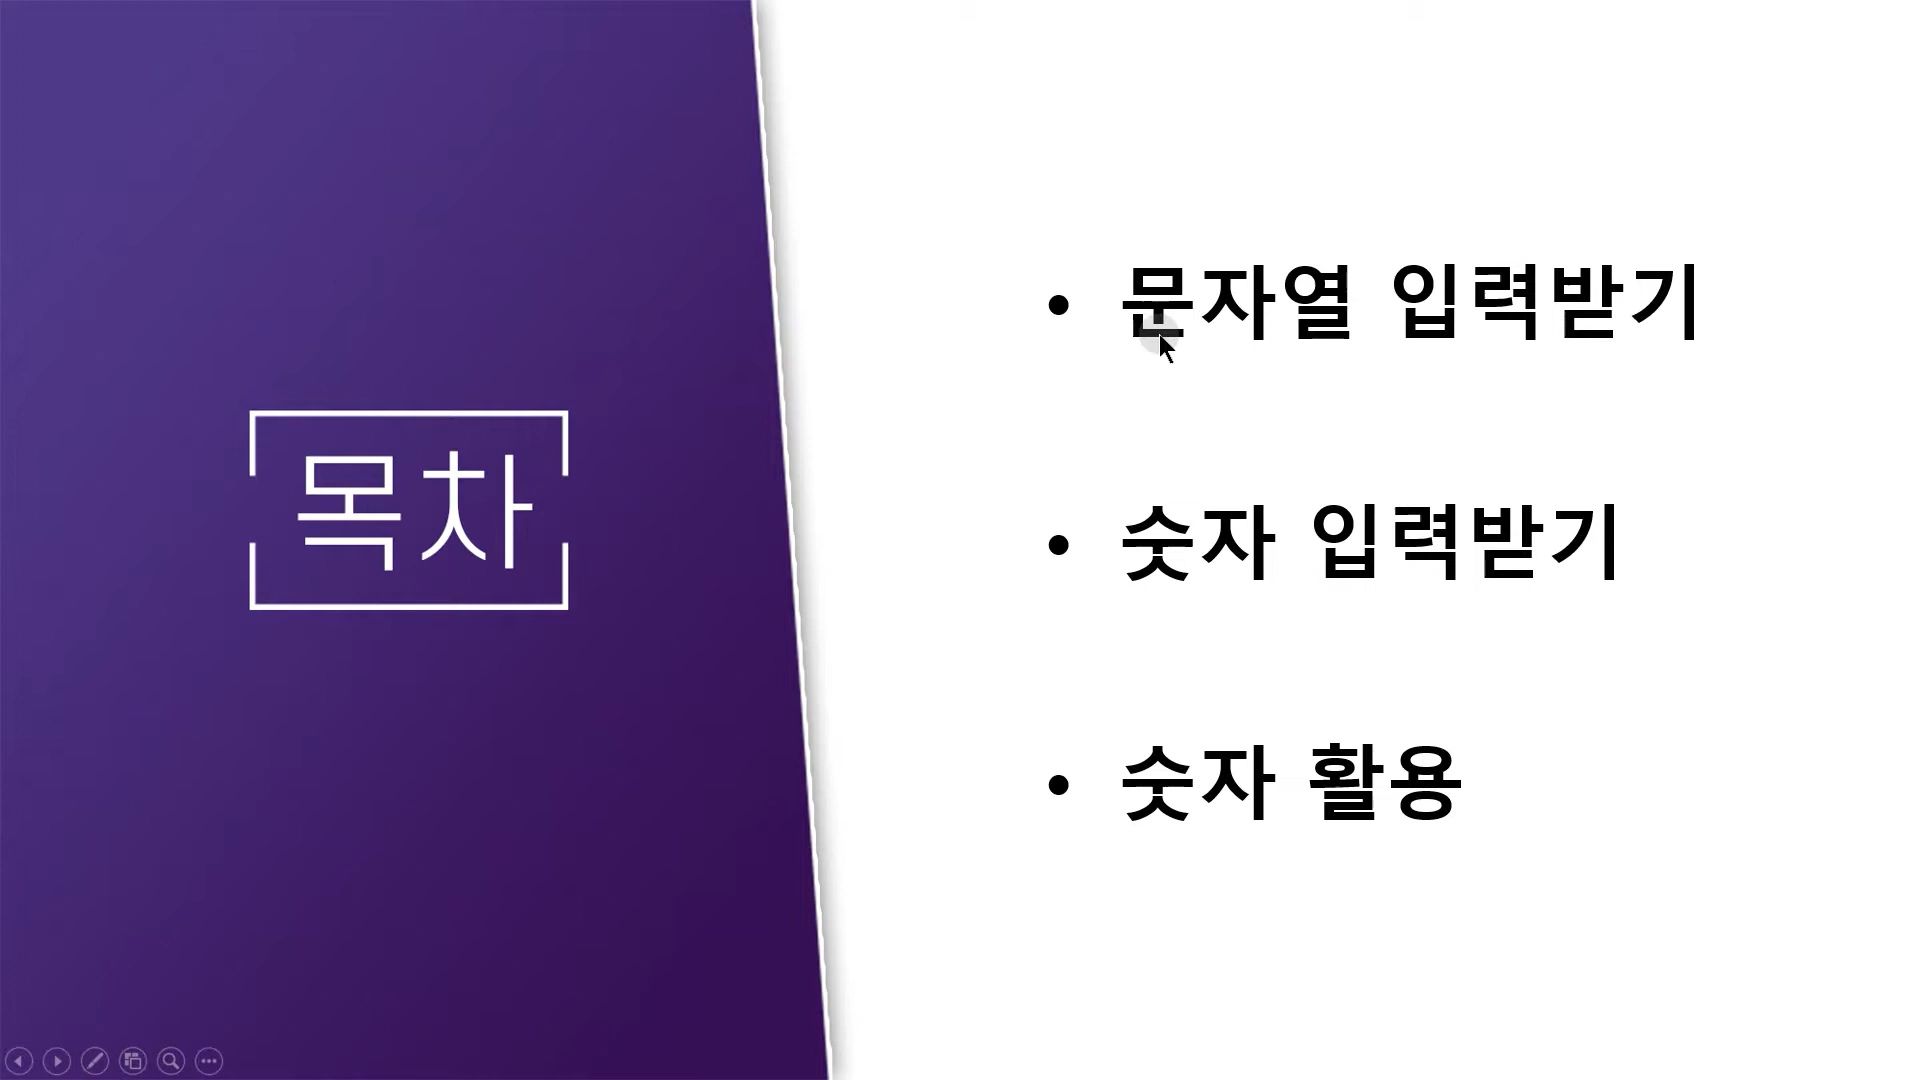 목차
• 문자열 입력받기
• 숫자 입력받기
• 숫자 활용